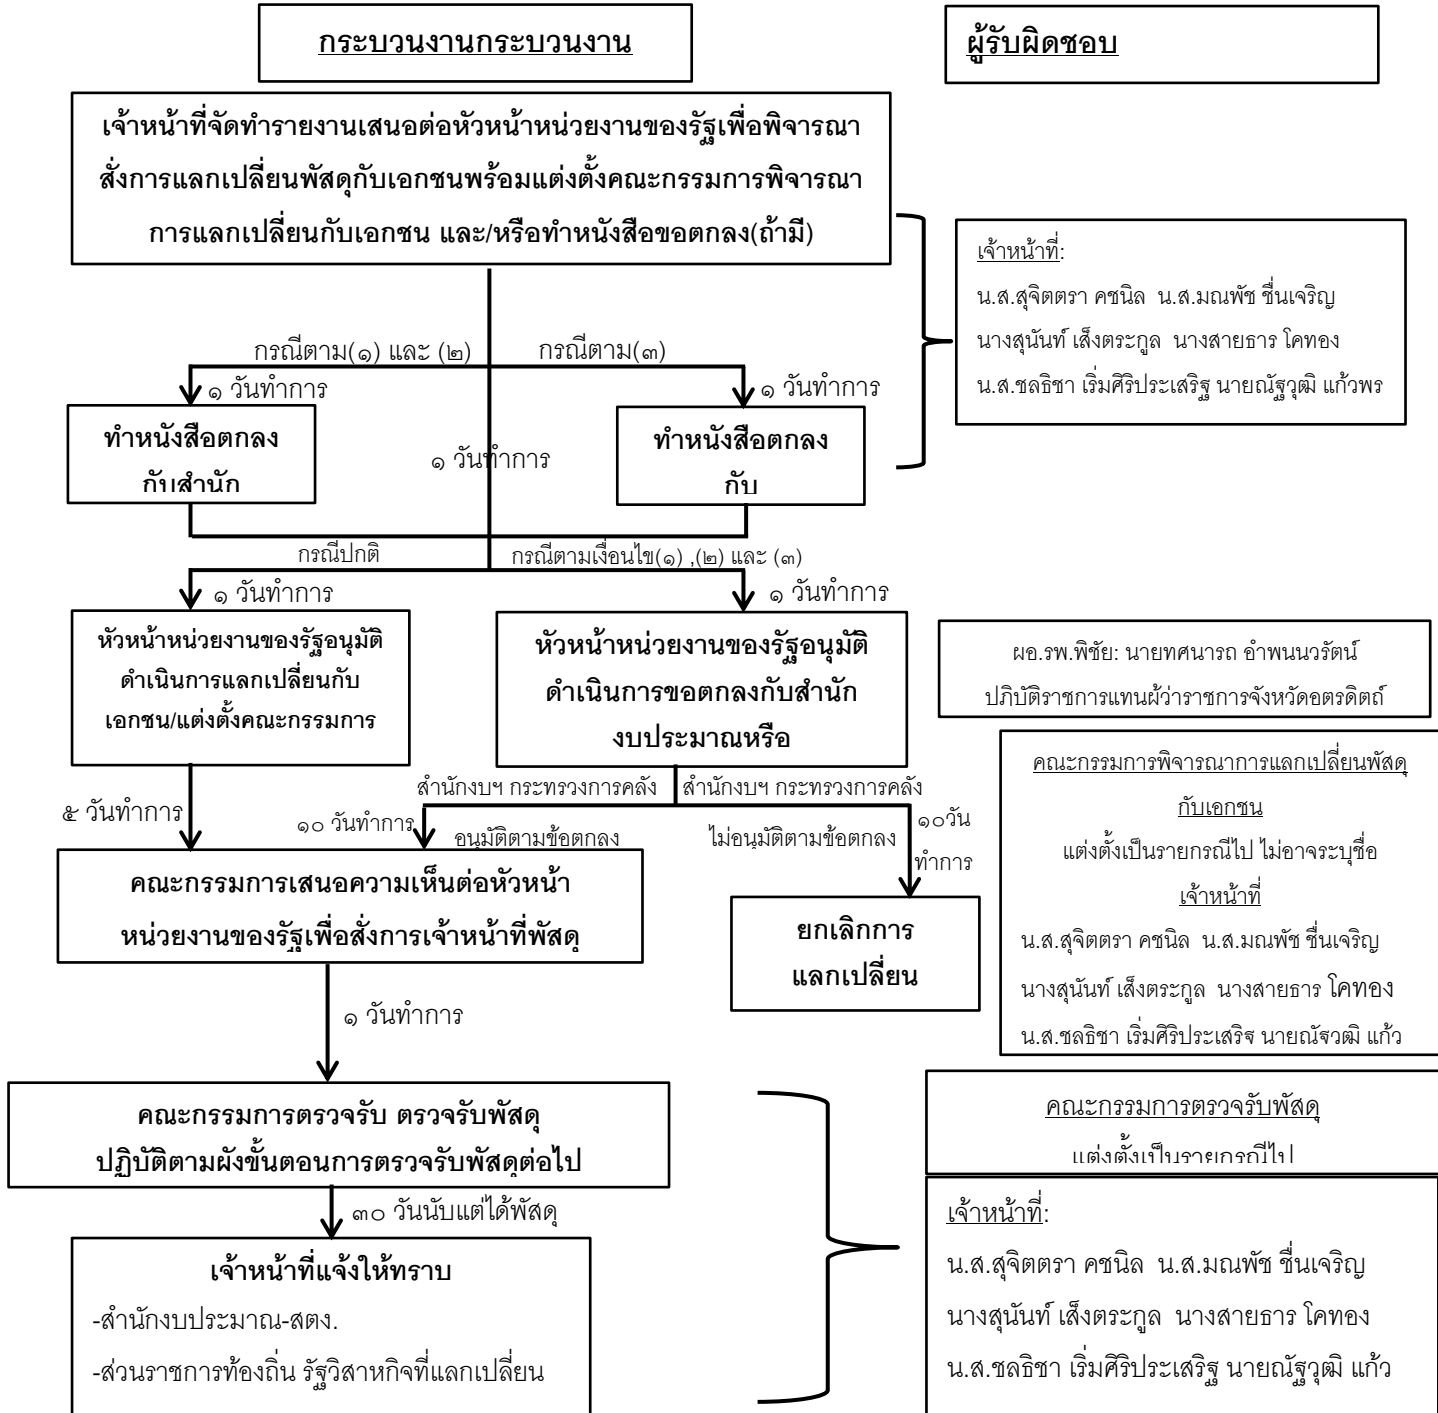 กระบวนงานกระบวนงาน
ผู้รับผิดชอบ
เจ้าหน้าที่จัดทำรายงานเสนอต่อหัวหน้าหน่วยงานของรัฐเพื่อพิจารณา
สั่งการแลกเปลี่ยนพัสดุกับเอกชนพร้อมแต่งตั้งคณะกรรมการพิจารณา
การแลกเปลี่ยนกับเอกชน และ/หรือทำหนังสือขอตกลง(ถ้ามี)
เจ้าหน้าที่:
น.ส.สุจิตตรา คชนิล น.ส.มณพัช ชื่นเจริญ
นางสุนันท์ เส็งตระกูล นางสายธาร โคทอง
น.ส.ชลธิชา เริ่มศิริประเสริฐ นายณัฐวุฒิ แก้วพร
กรณีตาม(๑) และ (๒)
กรณีตาม(๓)
๑ วันทำการ
๑ วันทำการ
ทำหนังสือตกลง
กับสำนัก
๑ วันทำการ
ทำหนังสือตกลง
กับ
กรณีปกติ
กรณีตามเงื่อนไข(๑) ,(๒) และ (๓)
๑ วันทำการ
๑ วันทำการ
หัวหน้าหน่วยงานของรัฐอนุมัติ
ดำเนินการแลกเปลี่ยนกับ
เอกชน/แต่งตั้งคณะกรรมการ
หัวหน้าหน่วยงานของรัฐอนุมัติ
ดำเนินการขอตกลงกับสำนัก
งบประมาณหรือ
ผอ.รพ.พิชัย: นายทศนารถ อำพนนวรัตน์
ปฏิบัติราชการแทนผู้ว่าราชการจังหวัดอุตรดิตถ์
สำนักงบฯ กระทรวงการคลัง
สำนักงบฯ กระทรวงการคลัง
๕ วันทำการ
๑๐ วันทำการ
อนุมัติตามข้อตกลง
ไม่อนุมัติตามข้อตกลง
๑๐วัน
ทำการ
คณะกรรมการพิจารณาการแลกเปลี่ยนพัสดุ
กับเอกชน
แต่งตั้งเป็นรายกรณีไป ไม่อาจระบุชื่อ
เจ้าหน้าที่
น.ส.สุจิตตรา คชนิล น.ส.มณพัช ชื่นเจริญ
นางสุนันท์ เส็งตระกูล นางสายธาร โคทอง
น.ส.ชลธิชา เริ่มศิริประเสริฐ นายณัฐวุฒิ แก้ว
คณะกรรมการเสนอความเห็นต่อหัวหน้า
หน่วยงานของรัฐเพื่อสั่งการเจ้าหน้าที่พัสดุ
ยกเลิกการ
แลกเปลี่ยน
๑ วันทำการ
คณะกรรมการตรวจรับ ตรวจรับพัสดุ
ปฏิบัติตามผังขั้นตอนการตรวจรับพัสดุต่อไป
คณะกรรมการตรวจรับพัสดุ
แต่งตั้งเป็นรายกรณีไป
๓๐ วันนับแต่ได้พัสดุ
เจ้าหน้าที่แจ้งให้ทราบ
-สำนักงบประมาณ-สตง.
-ส่วนราชการท้องถิ่น รัฐวิสาหกิจที่แลกเปลี่ยน
เจ้าหน้าที่:
น.ส.สุจิตตรา คชนิล น.ส.มณพัช ชื่นเจริญ
นางสุนันท์ เส็งตระกูล นางสายธาร โคทอง
น.ส.ชลธิชา เริ่มศิริประเสริฐ นายณัฐวุฒิ แก้ว